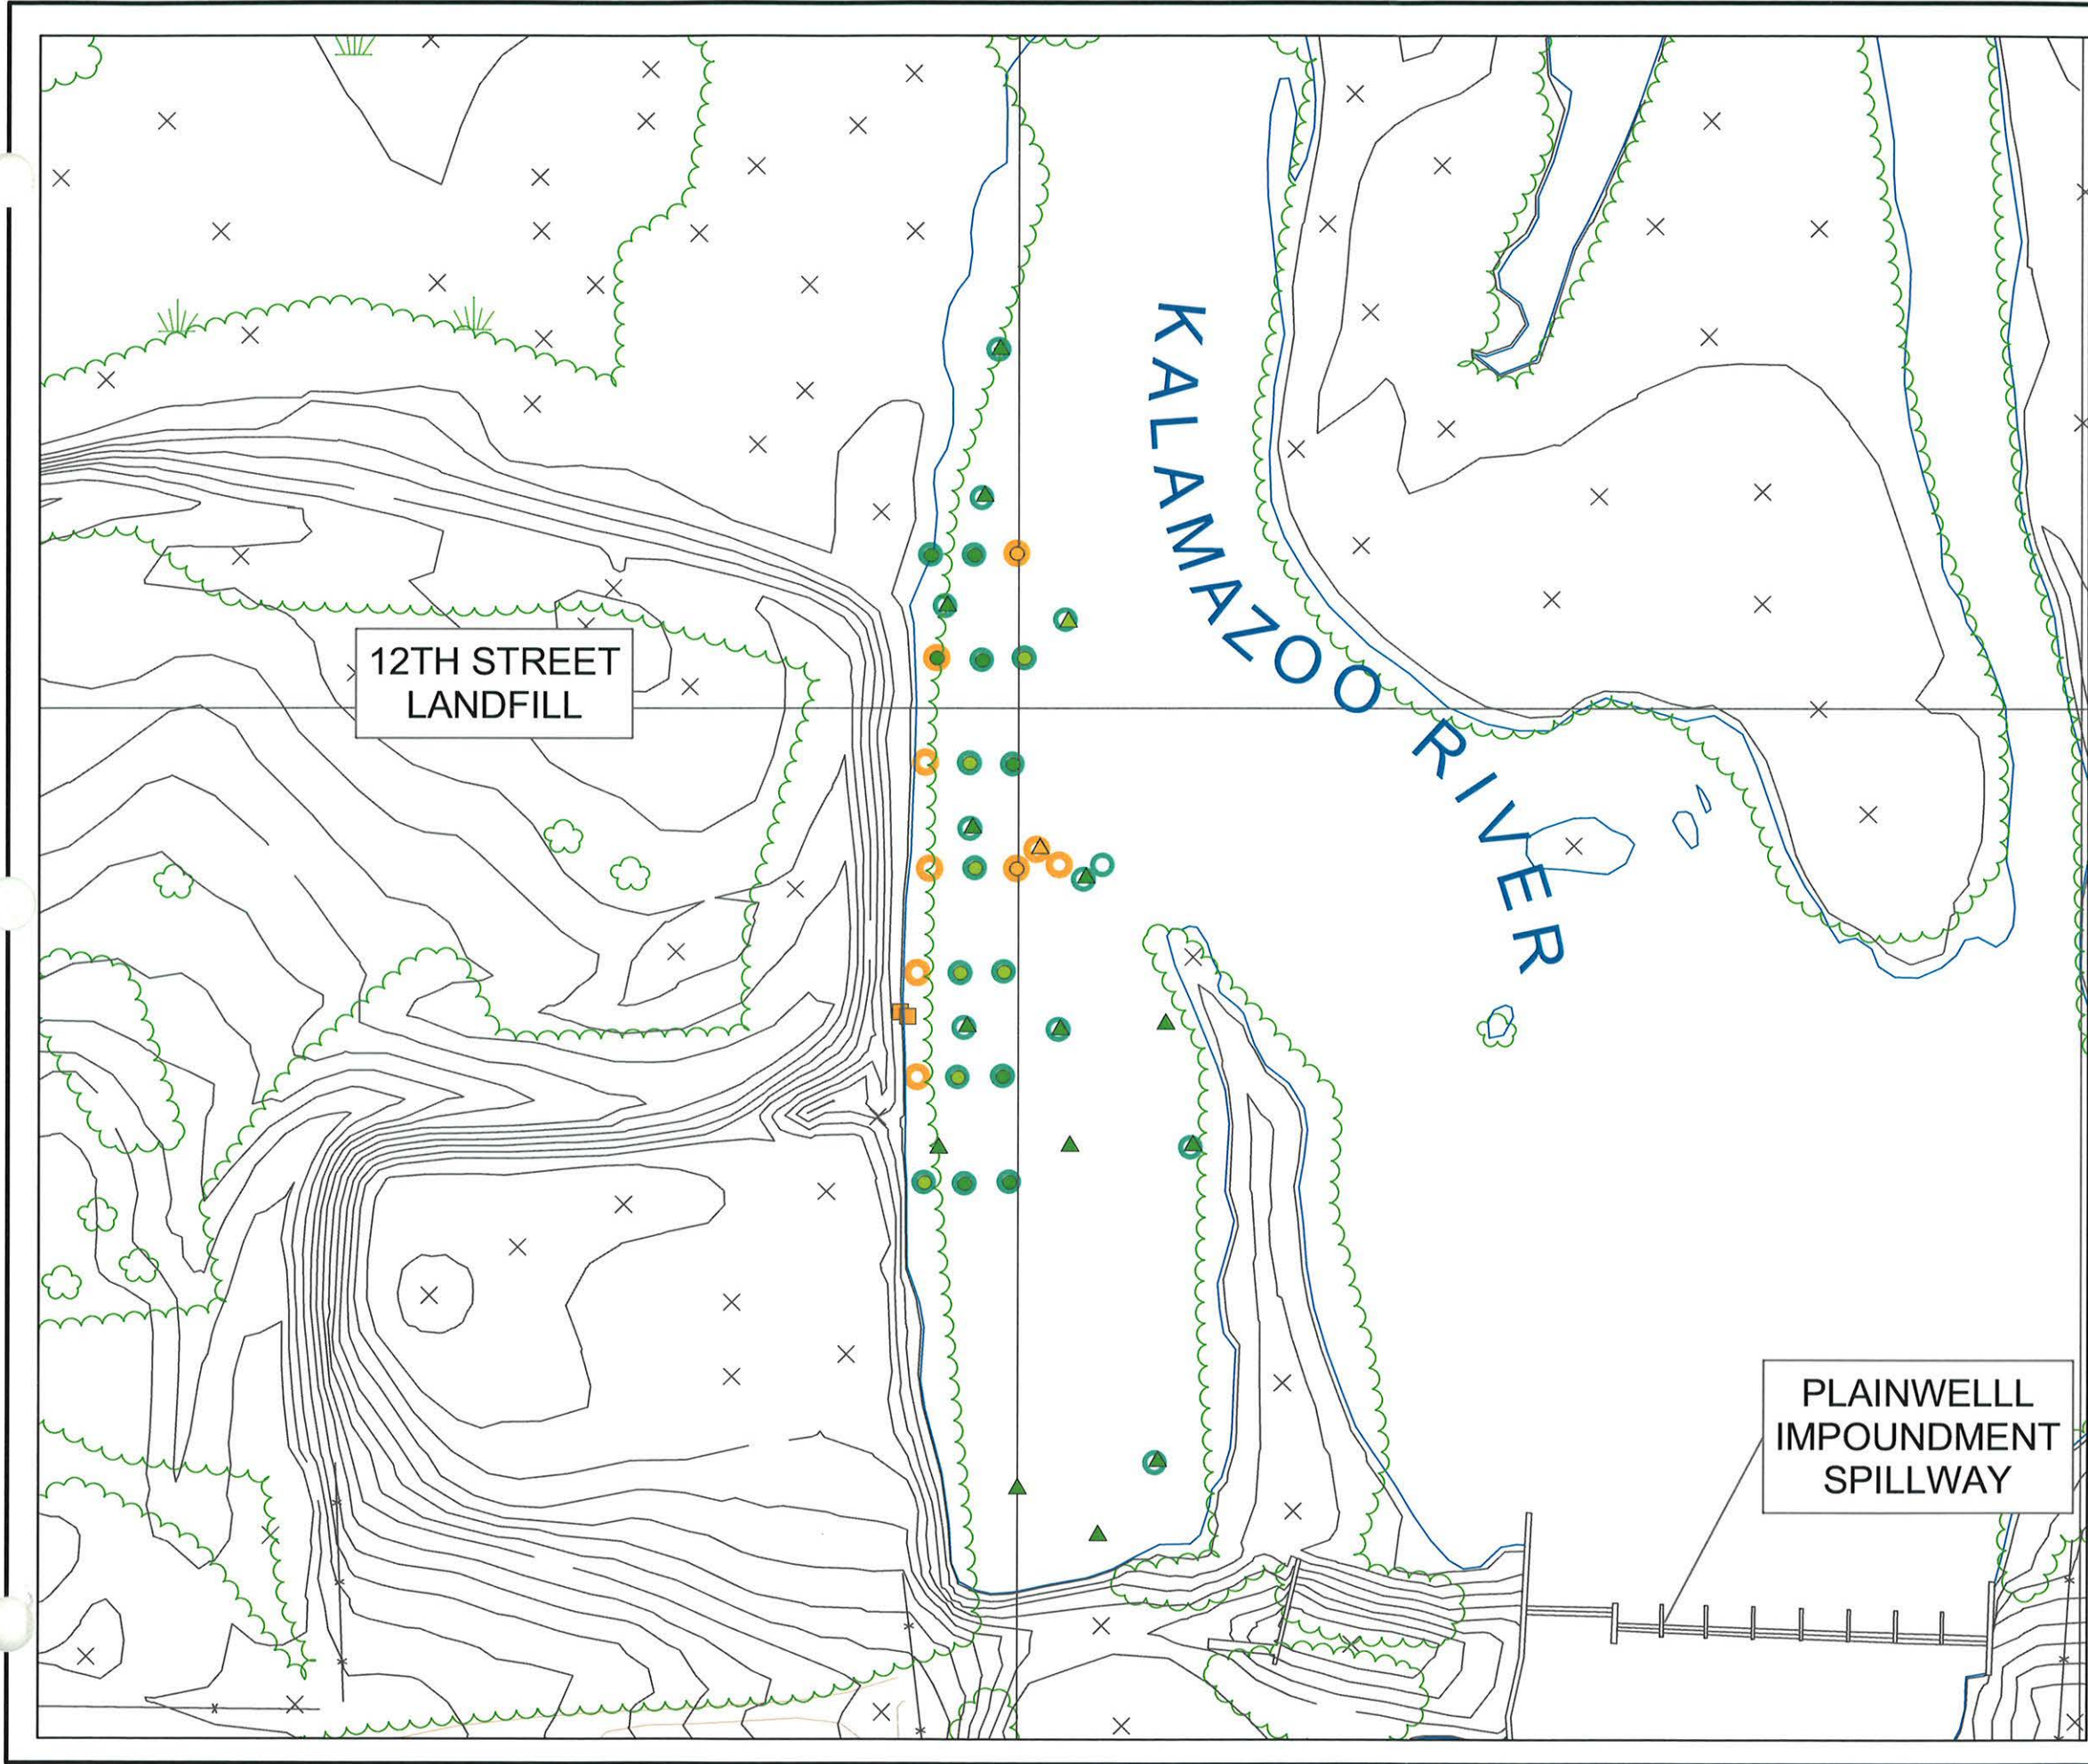 KALAMAZOO RIVER
12TH STREET
LANDFILL
PLAINWELLL
IMPOUNDMENT
SPILLWAY